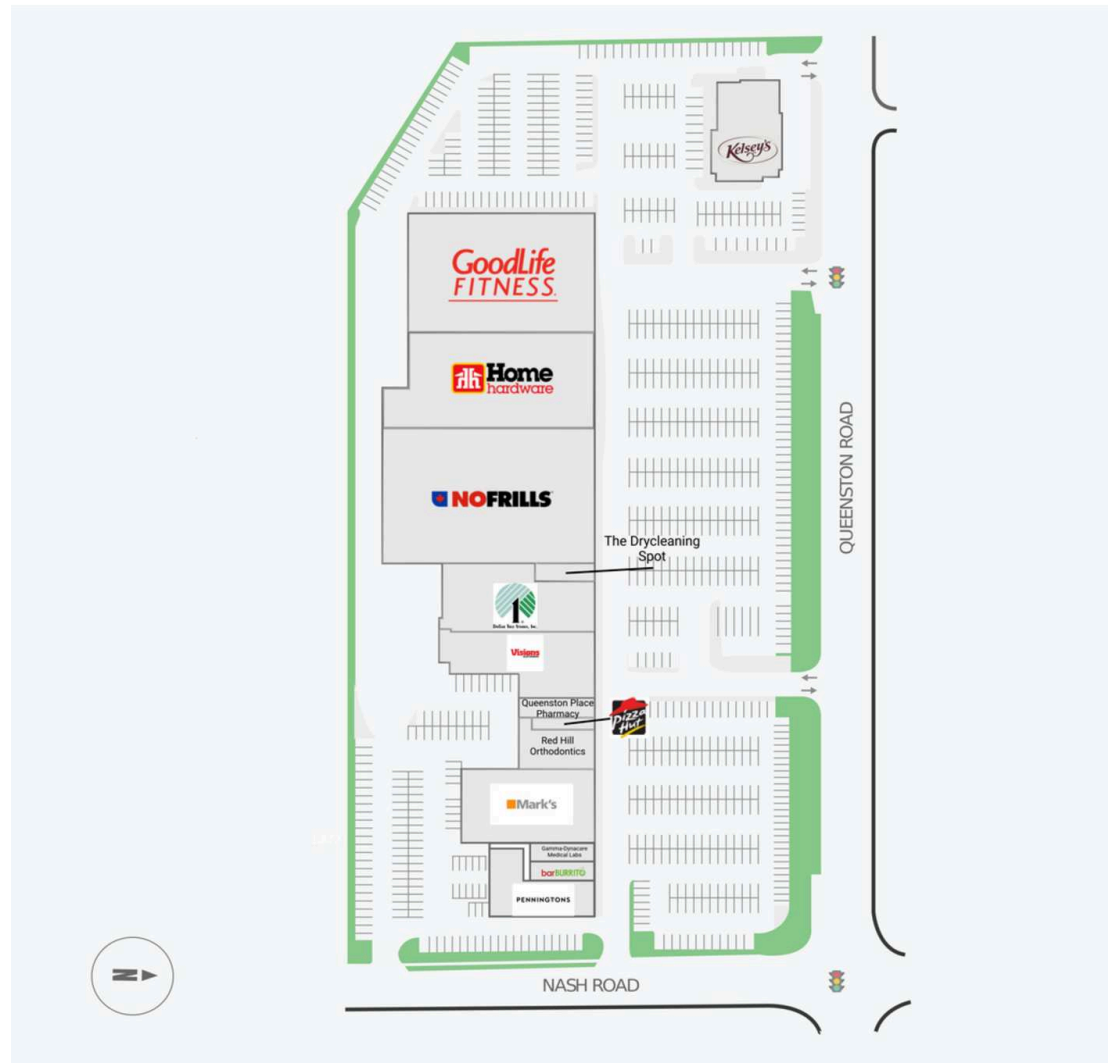 Kelsey's
GoodLife
FITNESS
Home
hardware
NOFRILLS
The Drycleaning
Spot
1
Dollar Tree Stores, Inc.
Visions
Queenston Place
Pharmacy
Pizza
Hut
Red Hill
Orthodontics
Mark's
Gamma-Dynacare
Medical Labs
barBURRITO
PENNINGTONS
QUEENSTON ROAD
NASH ROAD
N